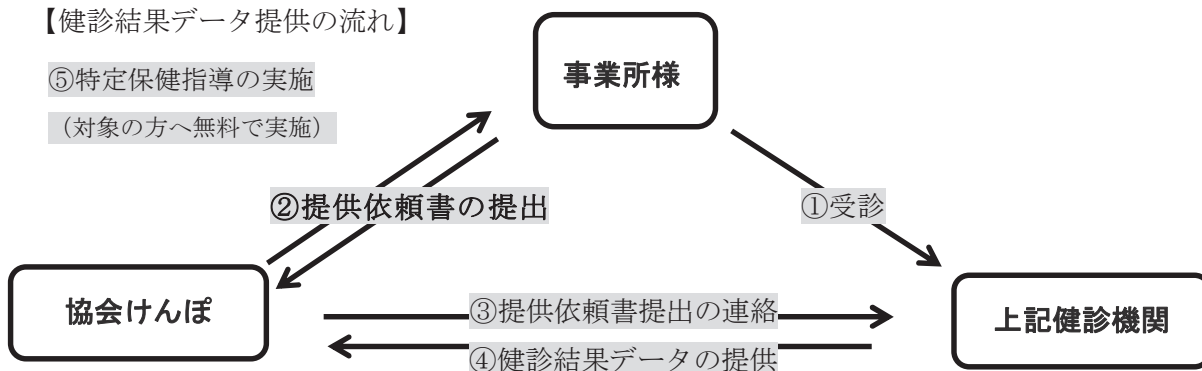 【健診結果データ提供の流れ】
⑤特定保健指導の実施
(対象の方へ無料で実施)
事業所様
②提供依頼書の提出
①受診
協会けんぽ
③提供依頼書提出の連絡
④健診結果データの提供
上記健診機関